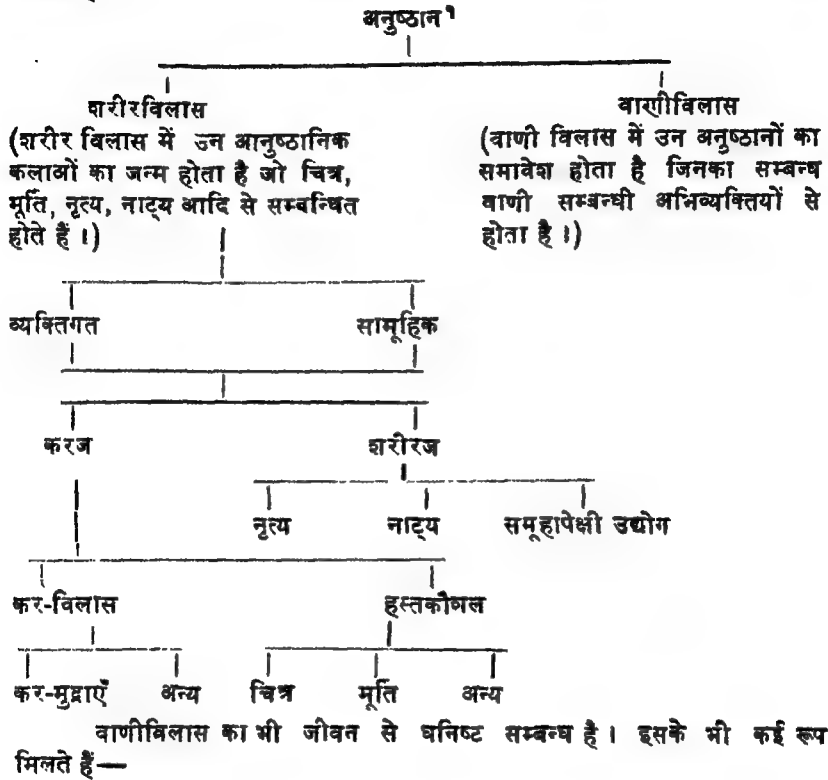 अनुष्ठान१
शरीरविलास वाणीविलास
(शरीर विलास में उन आनुष्ठानिक
कलाओं का जन्म होता है जो चित्र,
मूर्ति, नृत्य, नाट्य आदि से सम्बन्धित
होते हैं ।)
(वाणी विलास में उन अनुष्ठानों का
समावेश होता है जिनका सम्बन्ध
वाणी सम्बन्धी अभिव्यक्तियों से
होता है ।)
व्यक्तिगत सामूहिक
करज शरीरज
नृत्य नाट्य समूहापेक्षी उद्योग
कर-विलास हस्तकौशल
कर-मुद्राएँ अन्य चित्र मूर्ति अन्य
वाणीविलास का भी जीवन से घनिष्ट सम्बन्ध है । इसके भी कई रूप
मिलते हैं—